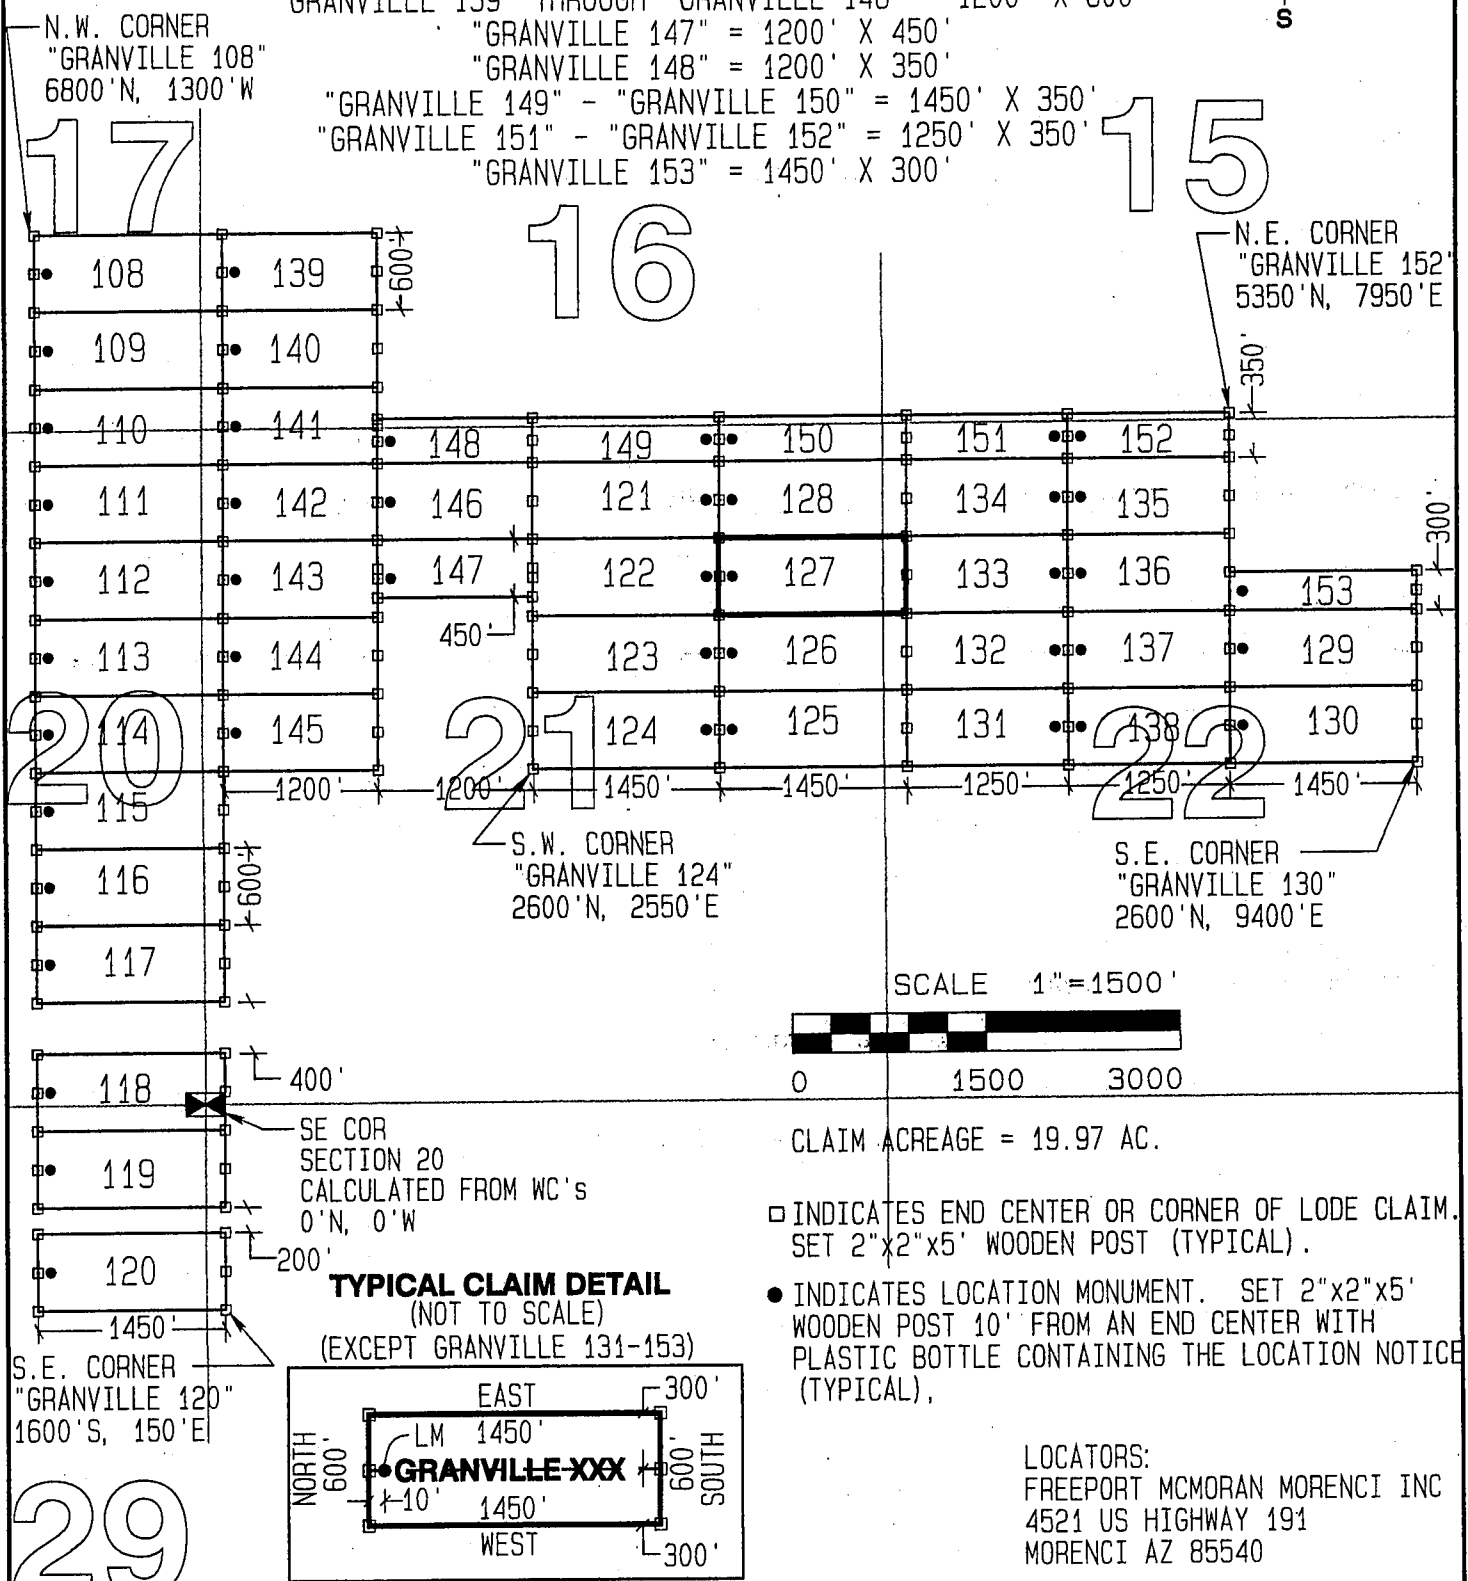 S
"GRANVILLE 147" = 1200' X 450'
"GRANVILLE 148" = 1200' X 350'
"GRANVILLE 149" - "GRANVILLE 150" = 1450' X 350'
"GRANVILLE 151" - "GRANVILLE 152" = 1250' X 350'
"GRANVILLE 153" = 1450' X 300'
N.W. CORNER
"GRANVILLE 108"
6800'N, 1300'W
17
16
15
N.E. CORNER
"GRANVILLE 152"
5350'N, 7950'E
108
139
600'
109
140
350'
110
141
148
149
150
151
152
111
142
146
121
128
134
135
300'
112
143
147
122
127
133
136
153
450'
113
144
123
126
132
137
129
20
21
22
114
145
124
125
131
138
130
1200'
1200'
1450'
1450'
1250'
1250'
1450'
115
S.W. CORNER
"GRANVILLE 124"
2600'N, 2550'E
S.E. CORNER
"GRANVILLE 130"
2600'N, 9400'E
116
600'
117
SCALE 1"=1500'
0 1500 3000
118
400'
SE COR
SECTION 20
CALCULATED FROM WC's
0'N, 0'W
119
CLAIM ACREAGE = 19.97 AC.
INDICATES END CENTER OR CORNER OF LODE CLAIM.
SET 2"x2"x5' WOODEN POST (TYPICAL).
120
200'
1450'
INDICATES LOCATION MONUMENT. SET 2"x2"x5'
WOODEN POST 10' FROM AN END CENTER WITH
PLASTIC BOTTLE CONTAINING THE LOCATION NOTICE
(TYPICAL),
S.E. CORNER
"GRANVILLE 120"
1600'S, 150'E
29
TYPICAL CLAIM DETAIL
(NOT TO SCALE)
(EXCEPT GRANVILLE 131-153)
EAST
300'
LM 1450'
NORTH
600'
GRANVILLE XXX
600'
SOUTH
10'
1450'
WEST
300'
LOCATORS:
FREEPORT MCMORAN MORENCI INC
4521 US HIGHWAY 191
MORENCI AZ 85540